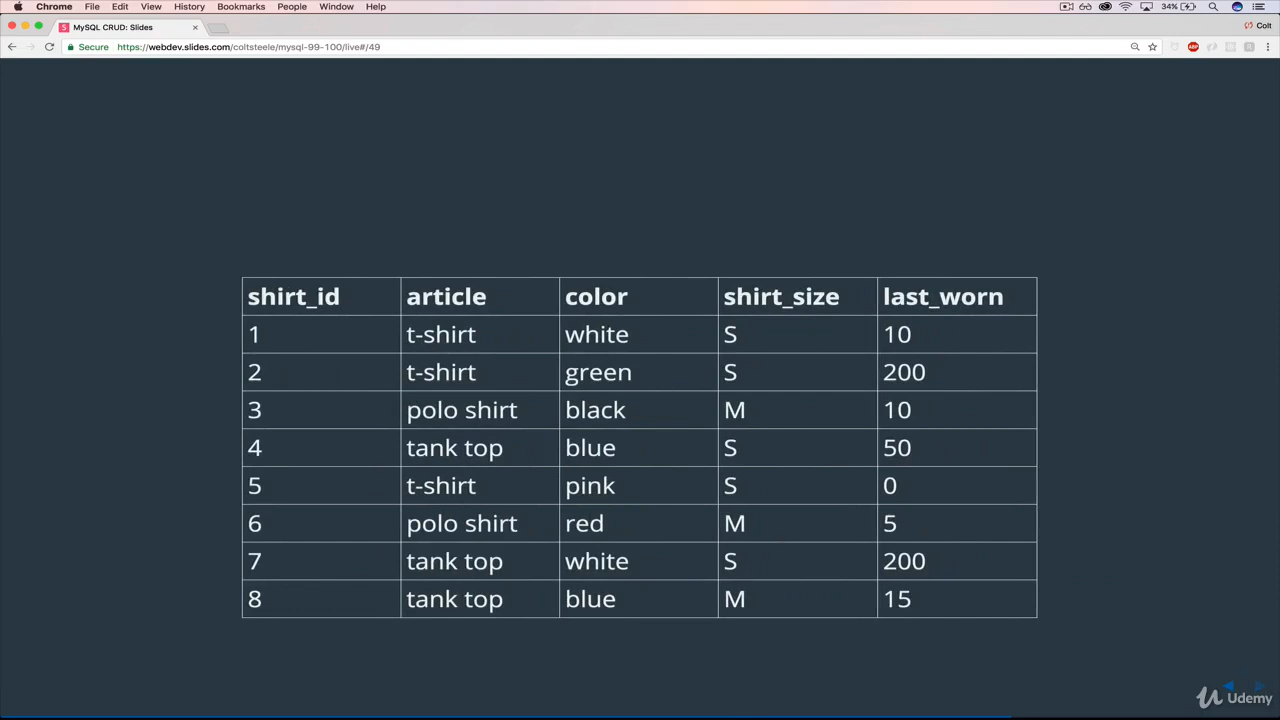 Chrome File Edit View History Bookmarks People Window Help 34%
MySQL CRUD: Slides Colt
Secure https://webdev.slides.com/coltsteele/mysql-99-100/live#/49 ABP
shirt_id article color shirt_size last_worn
1 t-shirt white S 10
2 t-shirt green S 200
3 polo shirt black M 10
4 tank top blue S 50
5 t-shirt pink S 0
6 polo shirt red M 5
7 tank top white S 200
8 tank top blue M 15
Udemy